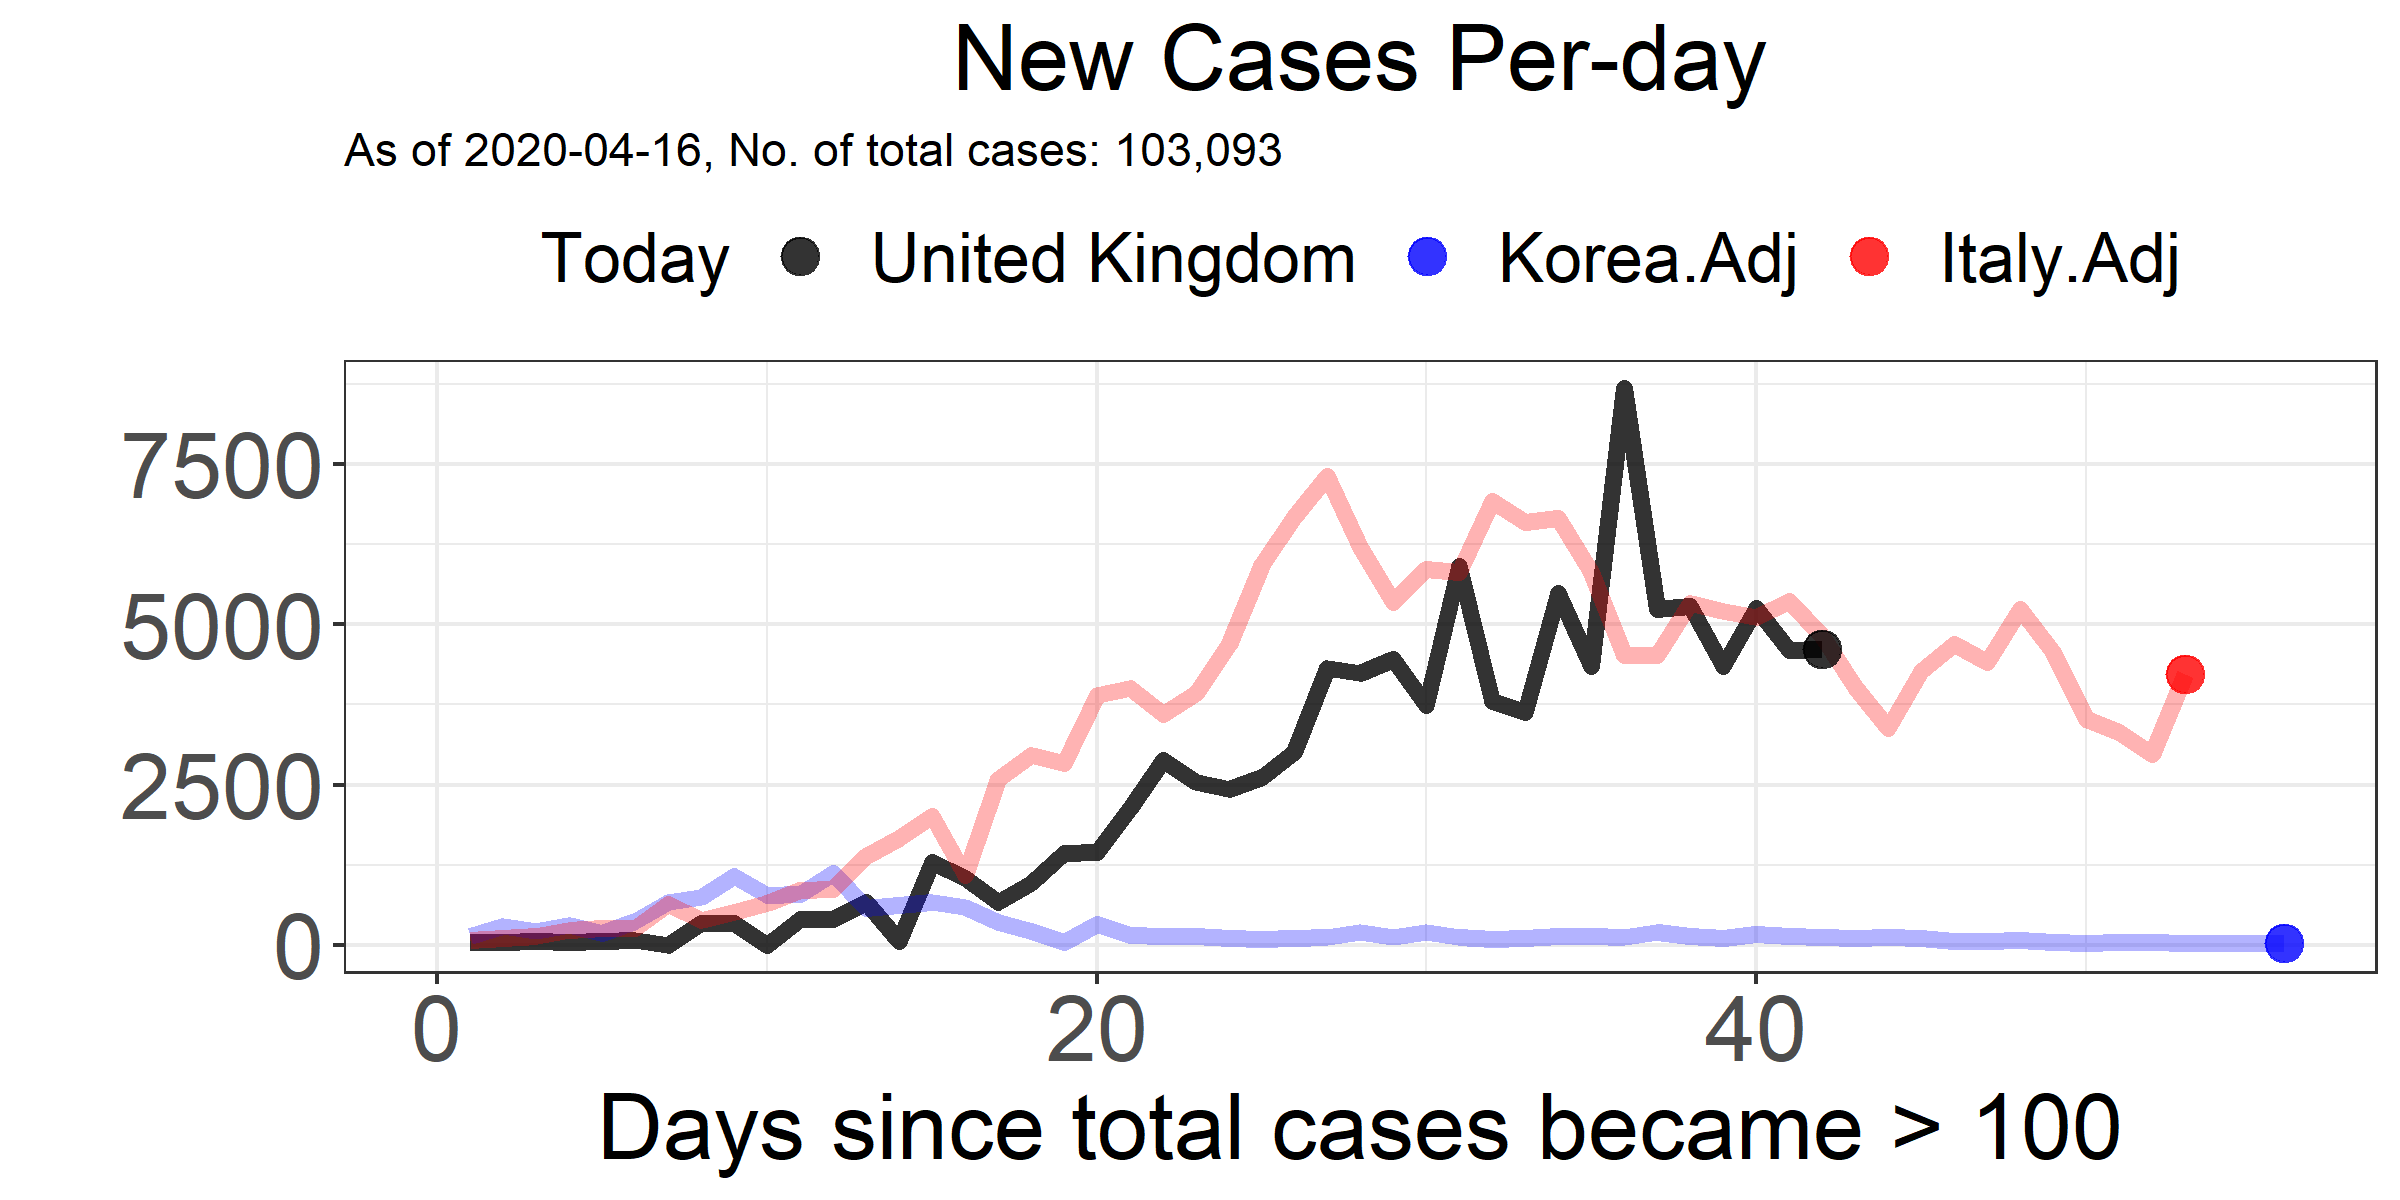 New Cases Per-day
As of 2020-04-16, No. of total cases: 103,093
Today United Kingdom Korea.Adj Italy.Adj
7500
5000
2500
0
0 20 40
Days since total cases became > 100